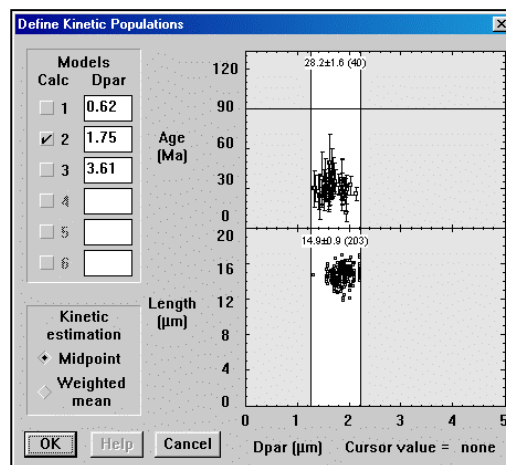 Define Kinetic Populations
Models
Calc Dpar
1 0.62
2 1.75
3 3.61
4
5
6
Kinetic
estimation
Midpoint
Weighted
mean
OK Help Cancel
Age
(Ma)
120
90
60
30
0
28.2±1.6 (40)
Length
(µm)
20
16
12
8
4
0
14.9±0.9 (203)
0 1 2 3 4 5
Dpar (µm) Cursor value = none